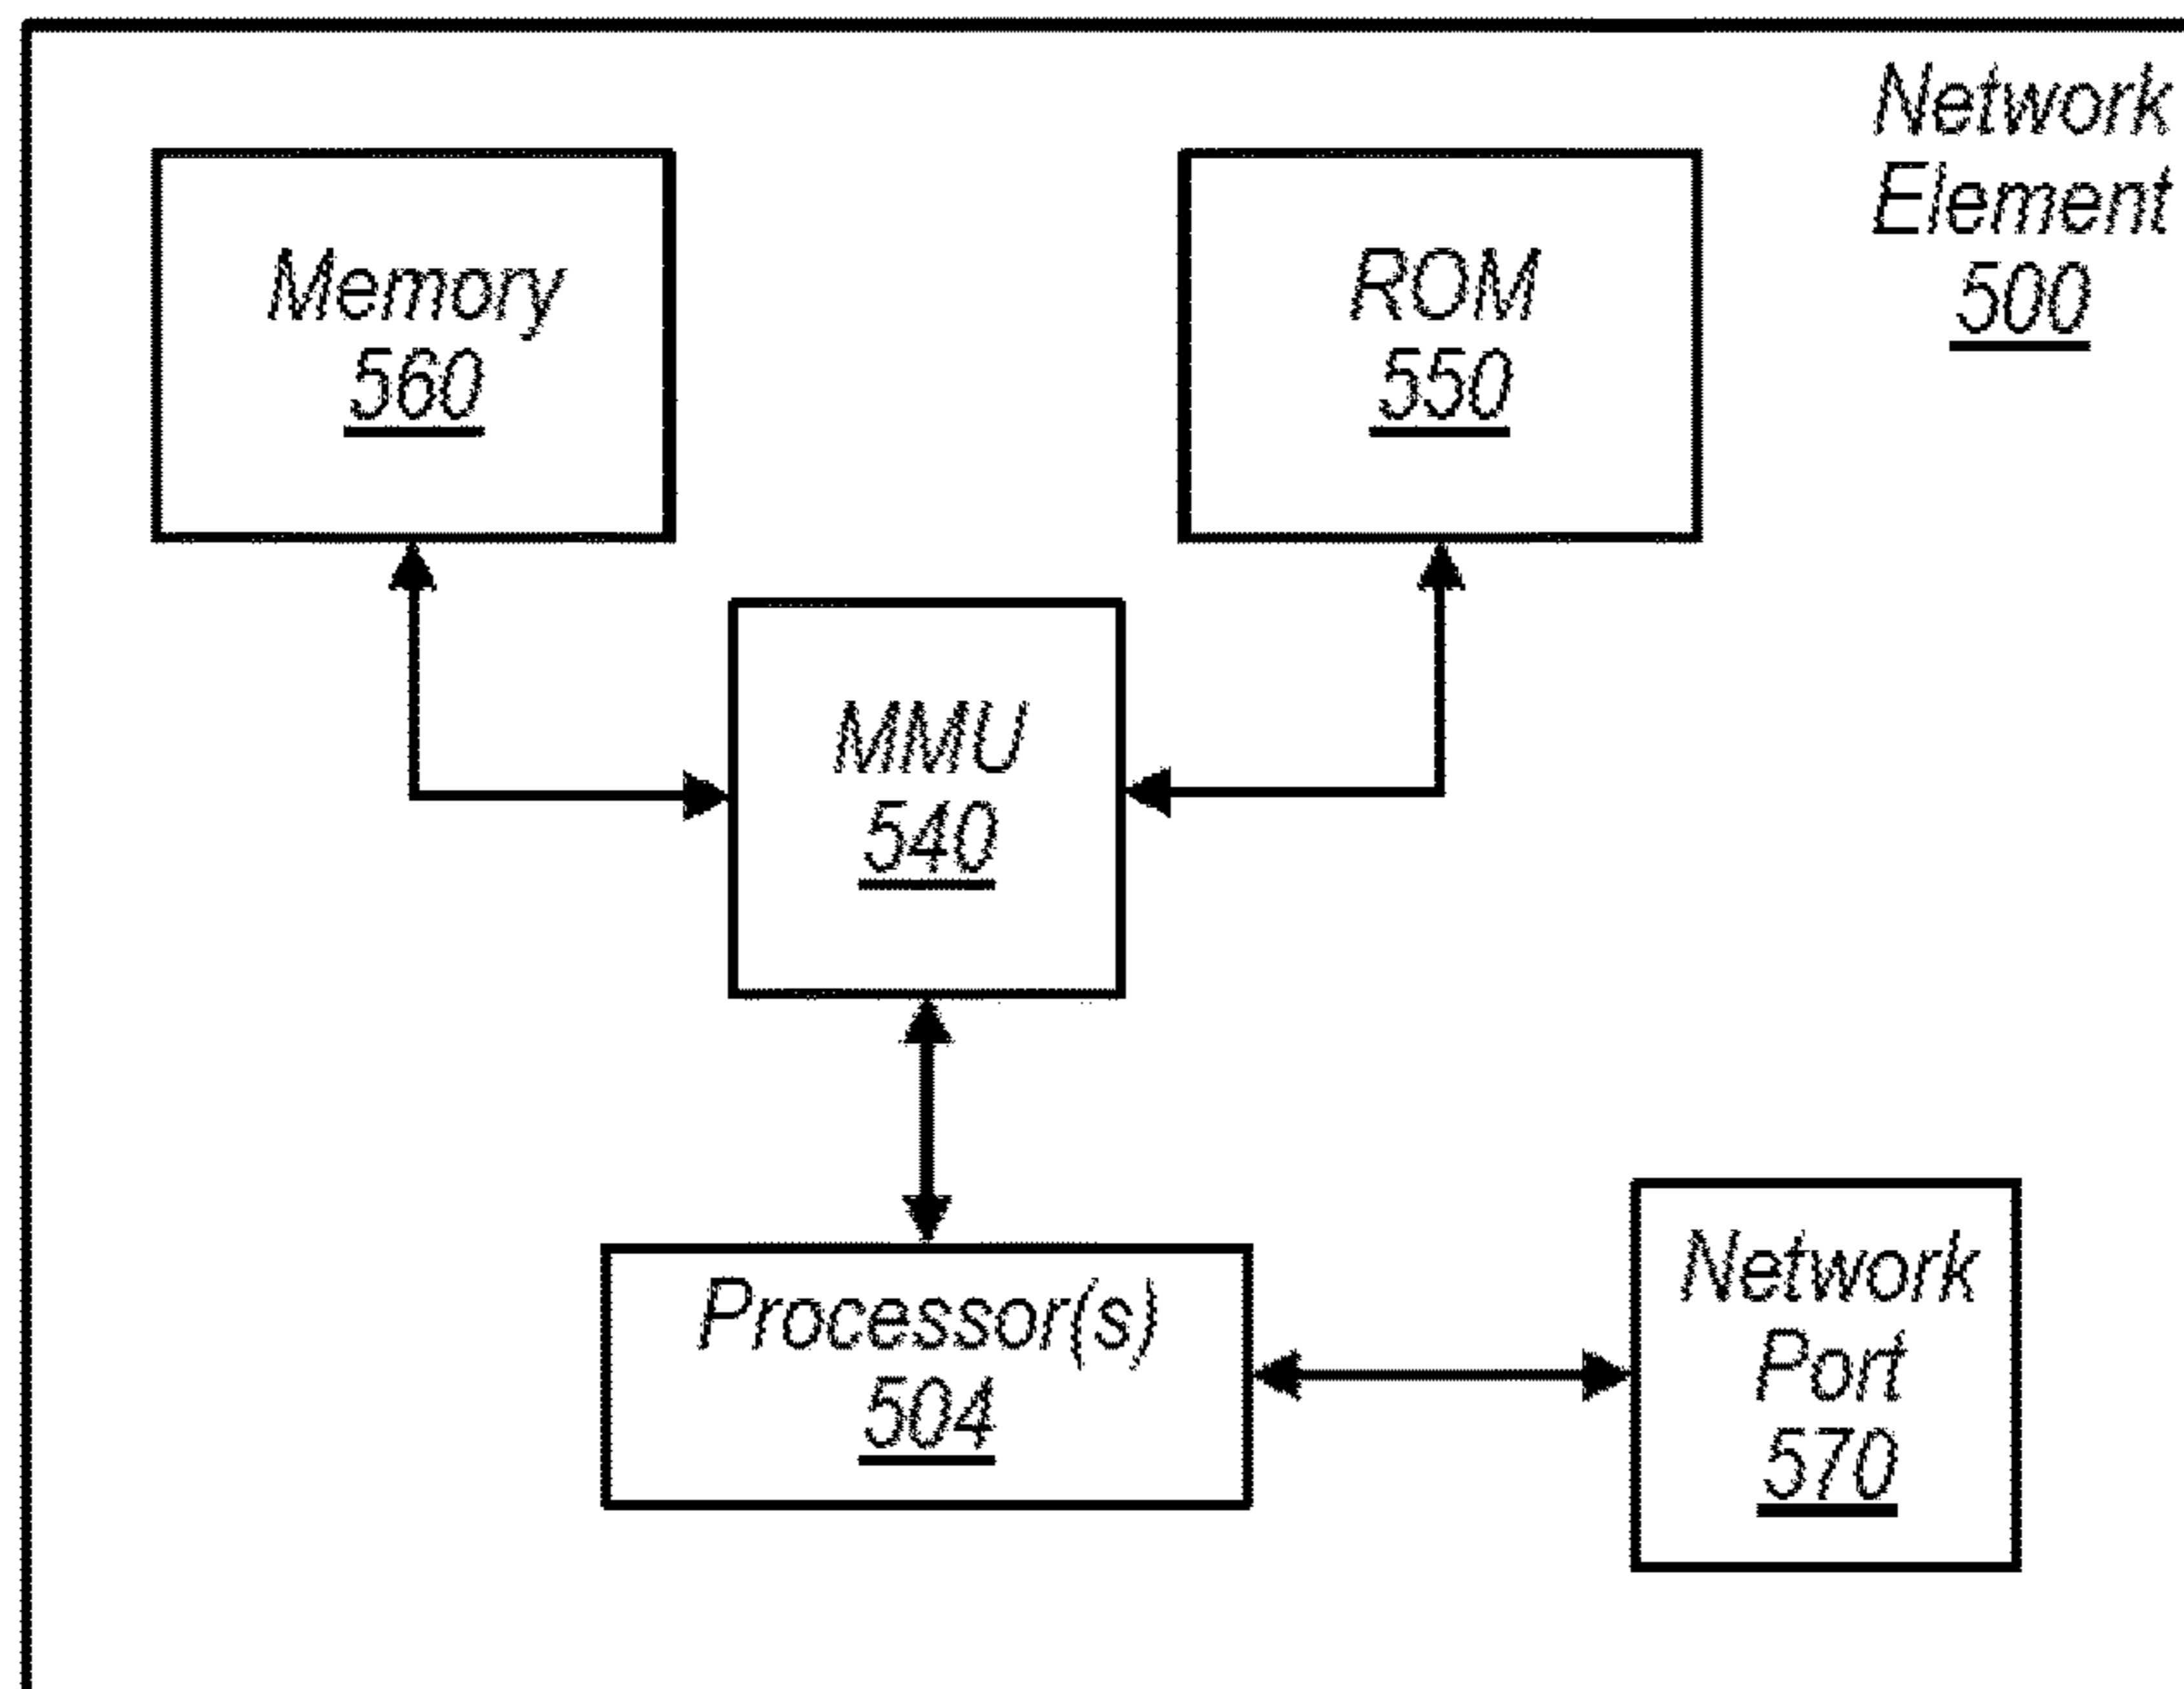 Network
Element
500
Memory
560
ROM
550
MMU
540
Processor(s)
504
Network
Port
570